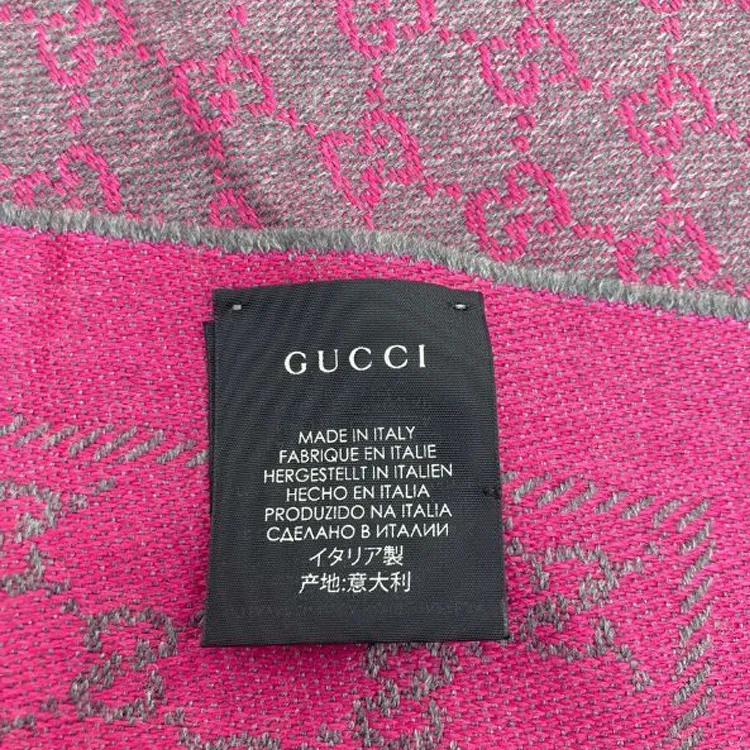 GUCCI
MADE IN ITALY
FABRIQUE EN ITALIE
HERGESTELLT IN ITALIEN
HECHO EN ITALIA
PRODUZIDO NA ITALIA
СДЕЛАНО В ИТАЛИИ
イタリア製
产地:意大利